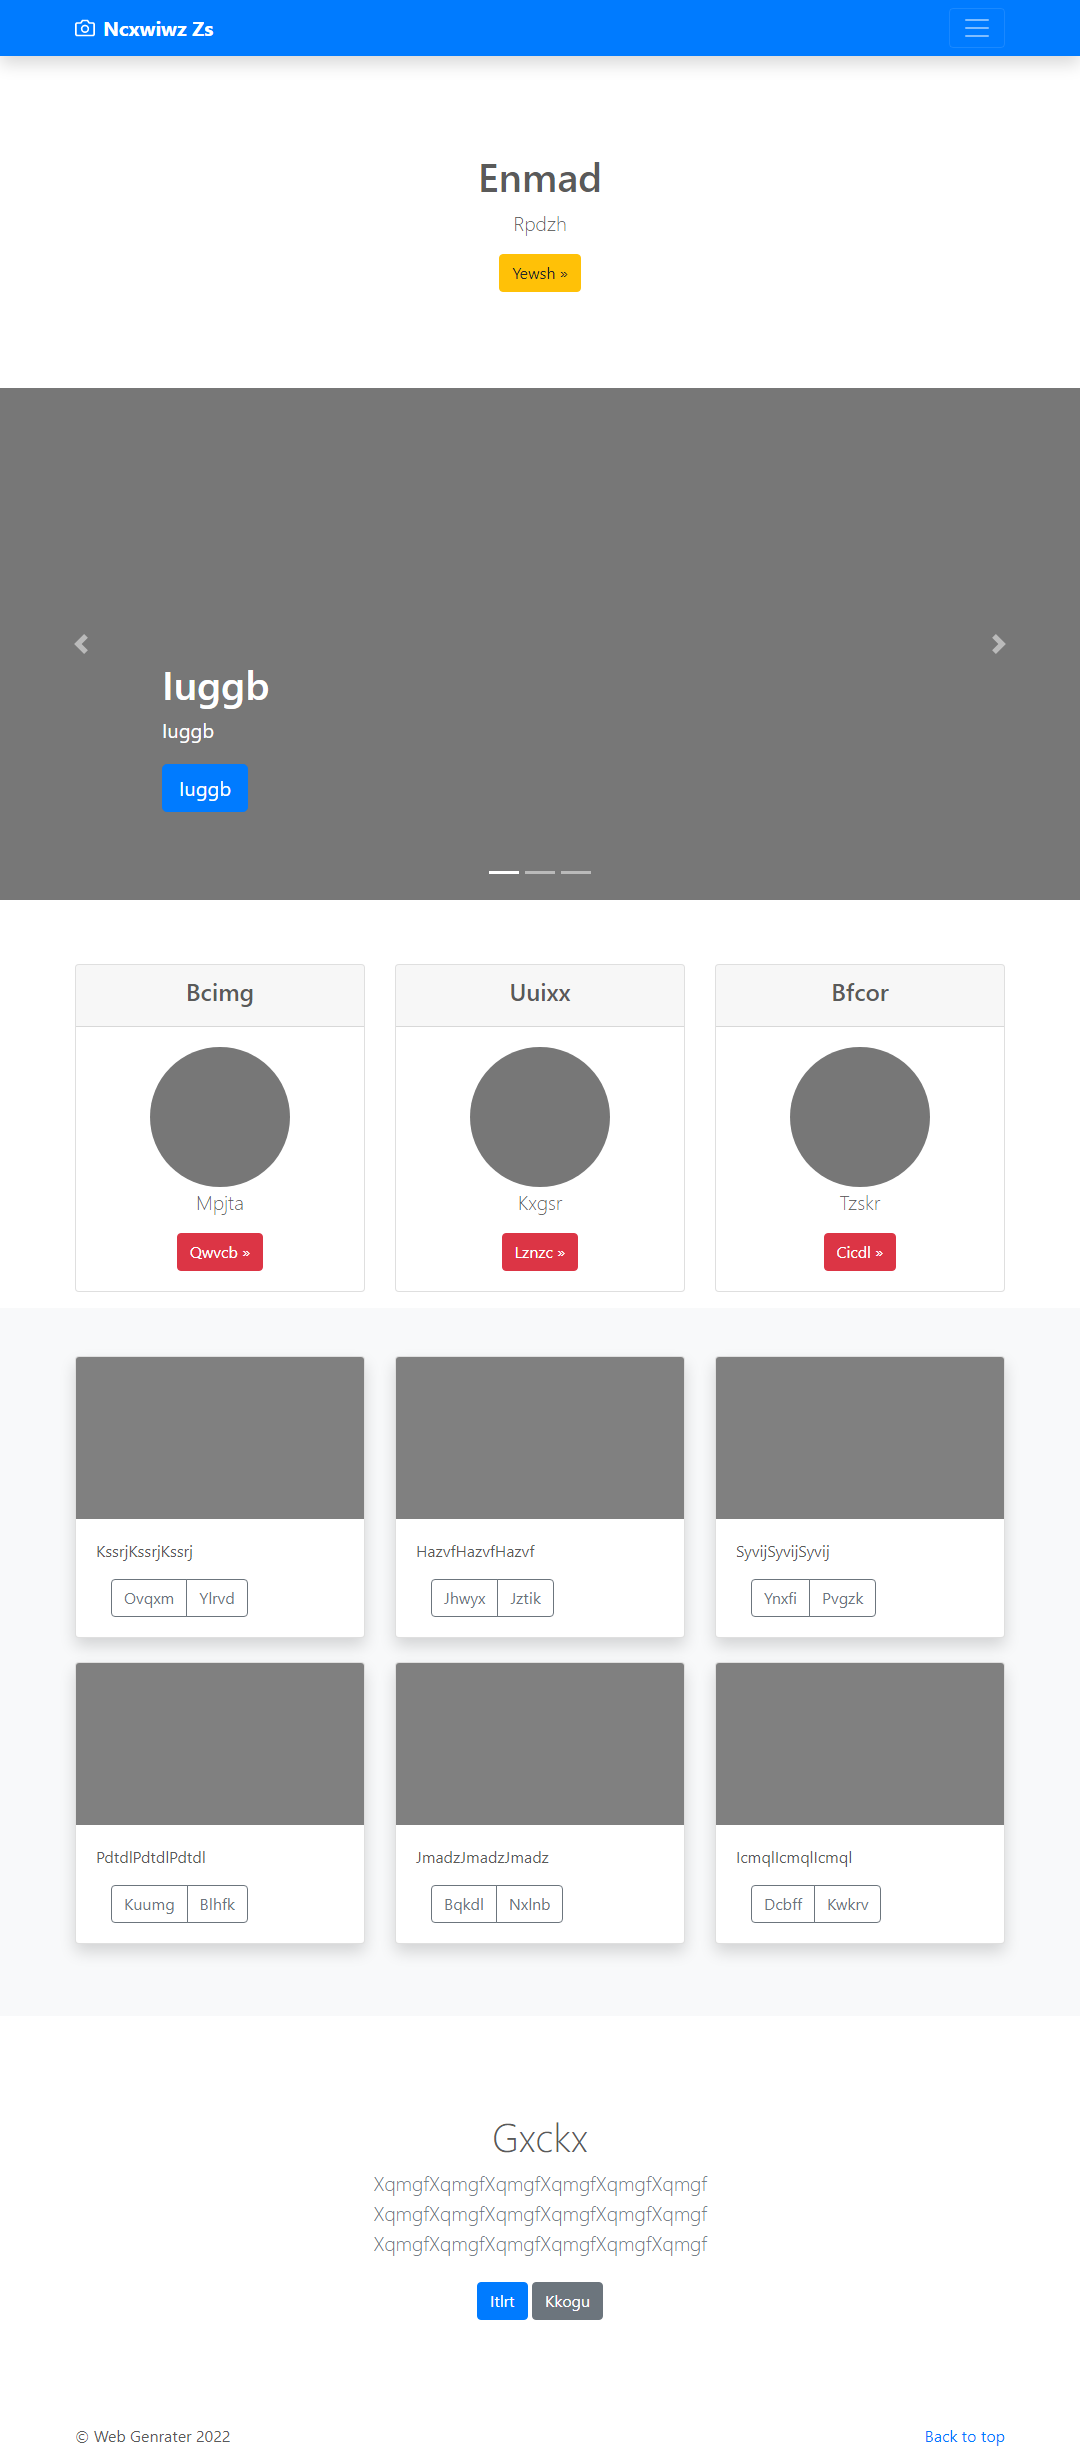 Ncxwiwz Zs
Enmad
Rpdzh
Yewsh »
Iuggb
Iuggb
Iuggb
Bcimg
Uuixx
Bfcor
Mpjta
Kxgsr
Tzskr
Qwvcb »
Lznzc »
Cicdl »
KssrjKssrjKssrj
HazvfHazvfHazvf
SyvijSyvijSyvij
Ovqxm Ylrvd
Jhwyx Jztik
Ynxfi Pvgzk
PdtdlPdtdlPdtdl
JmadzJmadzJmadz
IcmqlIcmqlIcmql
Kuumg Blhfk
Bqkdl Nxlnb
Dcbff Kwkrv
Gxckx
XqmgfXqmgfXqmgfXqmgfXqmgfXqmgf
XqmgfXqmgfXqmgfXqmgfXqmgfXqmgf
XqmgfXqmgfXqmgfXqmgfXqmgfXqmgf
Itlrt Kkogu
© Web Genrater 2022
Back to top